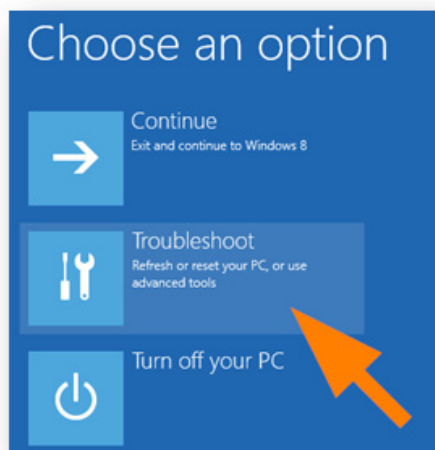 Choose an option
Continue
Exit and continue to Windows 8
Troubleshoot
Refresh or reset your PC, or use
advanced tools
Turn off your PC